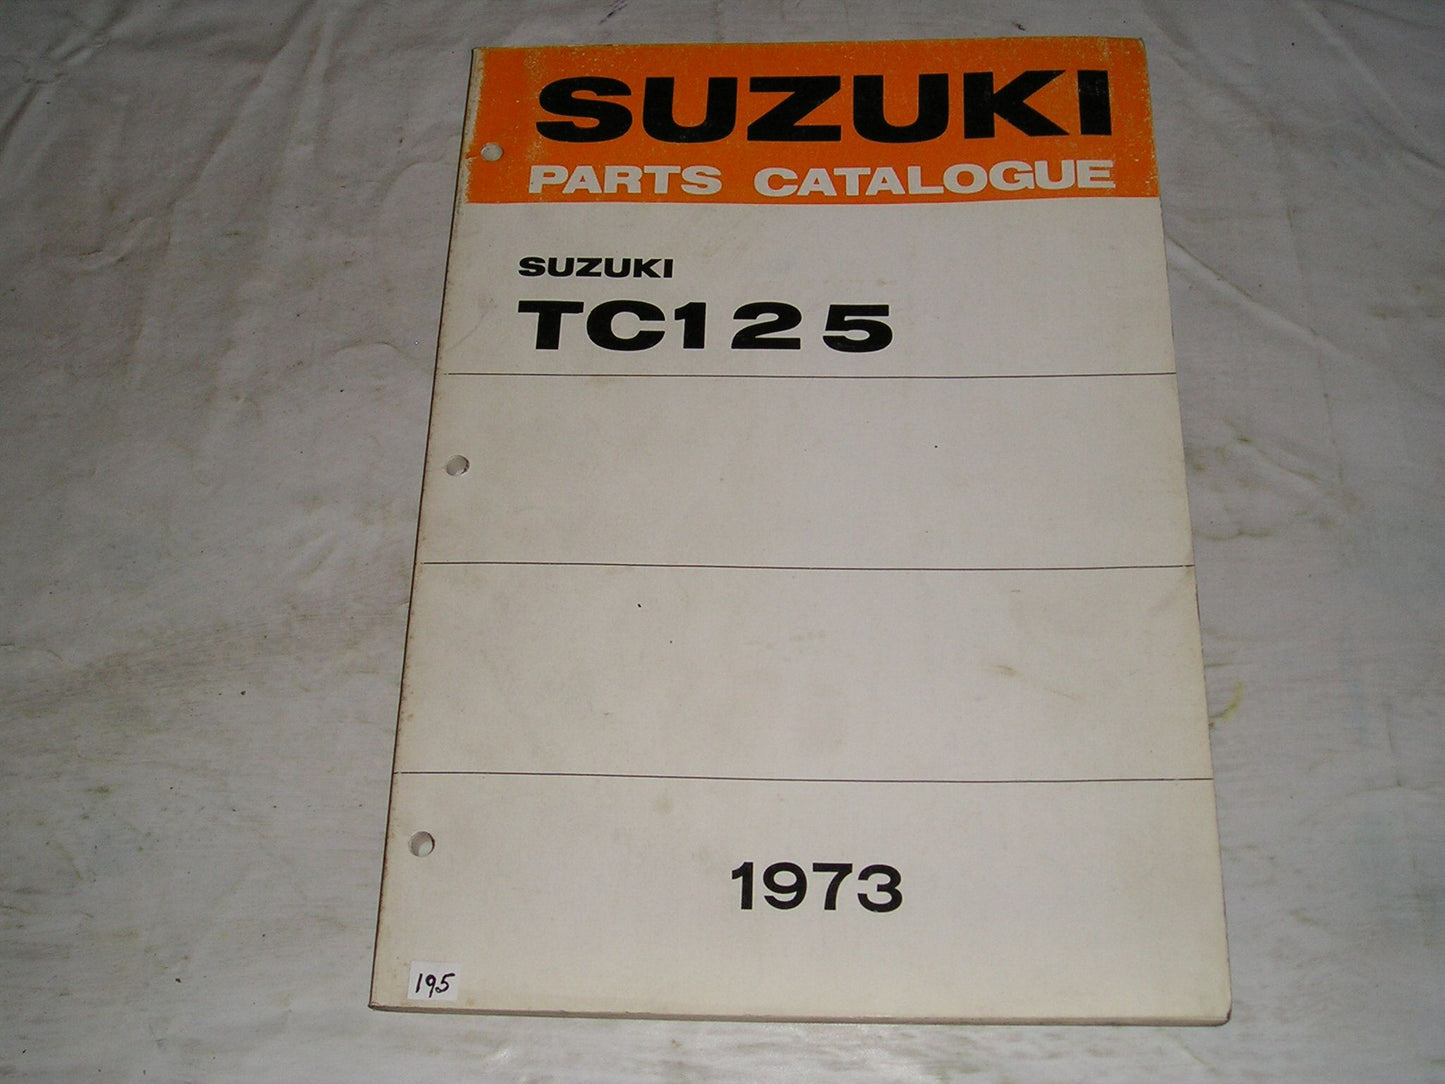 SUZUKI
PARTS CATALOGUE
SUZUKI
TC125
1973
195